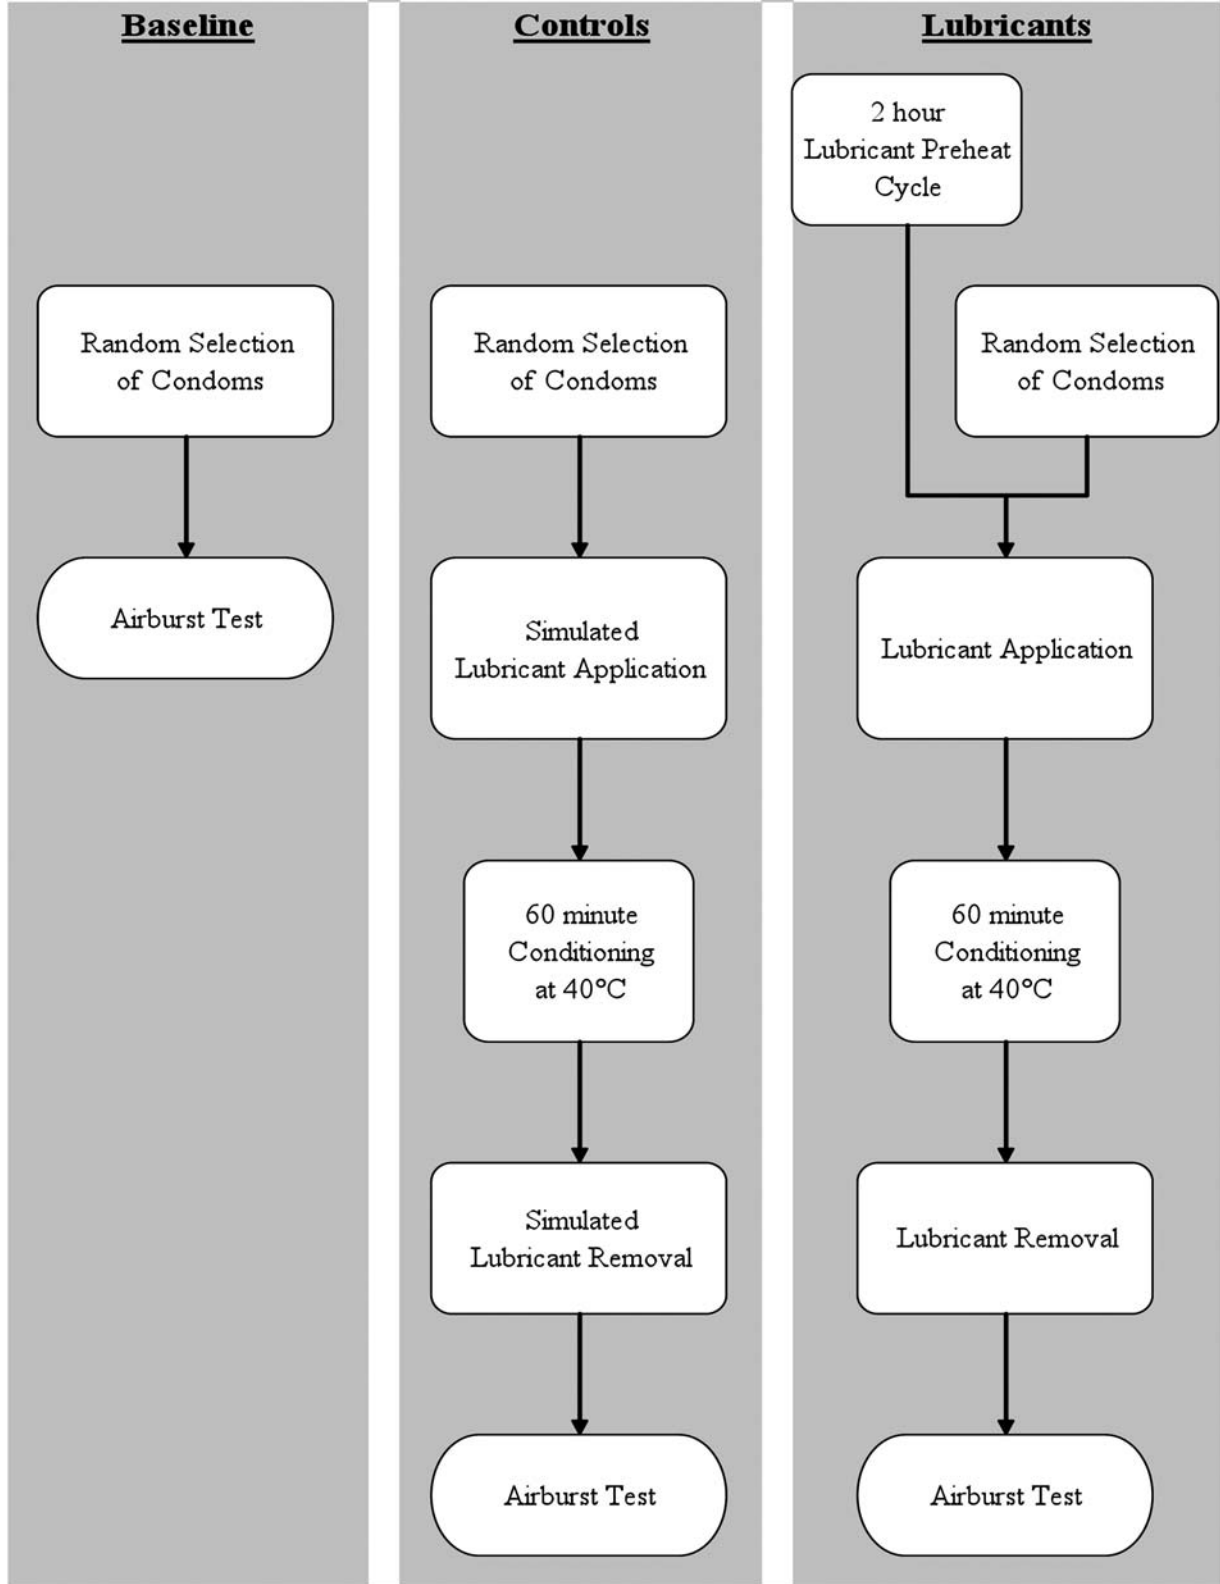 Baseline
Random Selection
of Condoms
Airburst Test
Controls
Random Selection
of Condoms
Simulated
Lubricant Application
60 minute
Conditioning
at 40°C
Simulated
Lubricant Removal
Airburst Test
Lubricants
2 hour
Lubricant Preheat
Cycle
Random Selection
of Condoms
Lubricant Application
60 minute
Conditioning
at 40°C
Lubricant Removal
Airburst Test